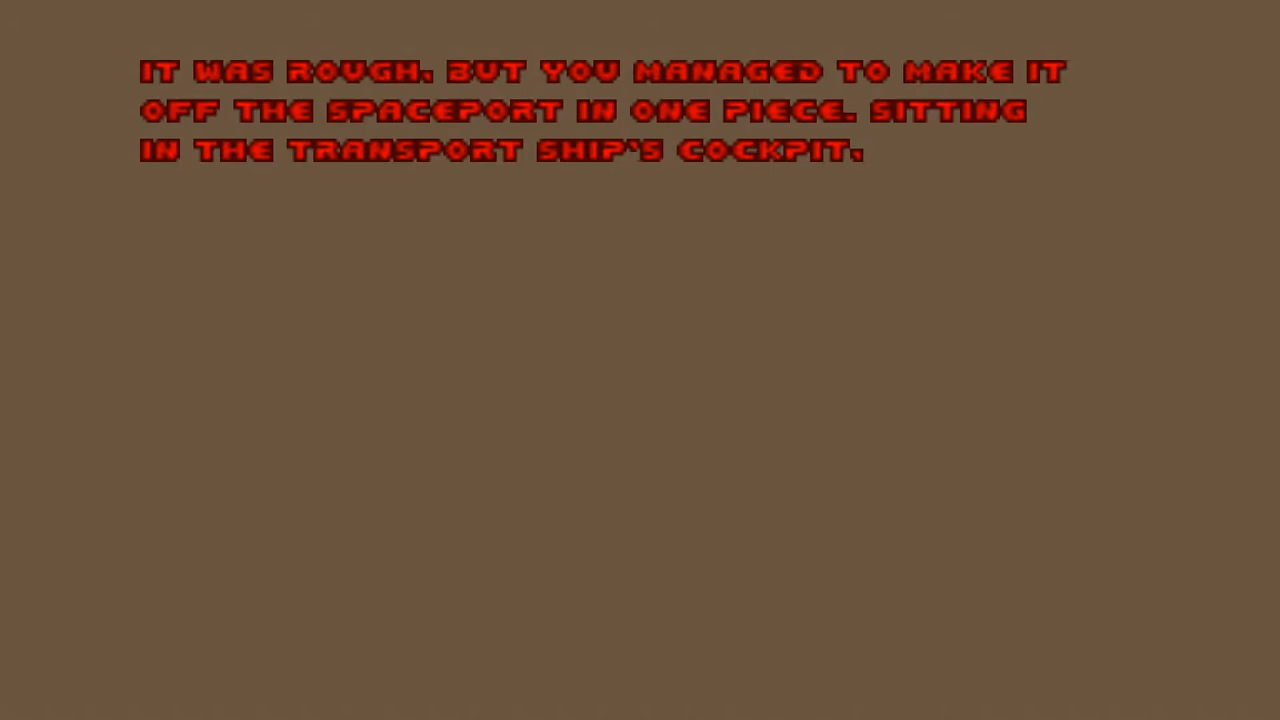 IT WAS ROUGH, BUT YOU MANAGED TO MAKE IT
OFF THE SPACEPORT IN ONE PIECE. SITTING
IN THE TRANSPORT SHIP'S COCKPIT,